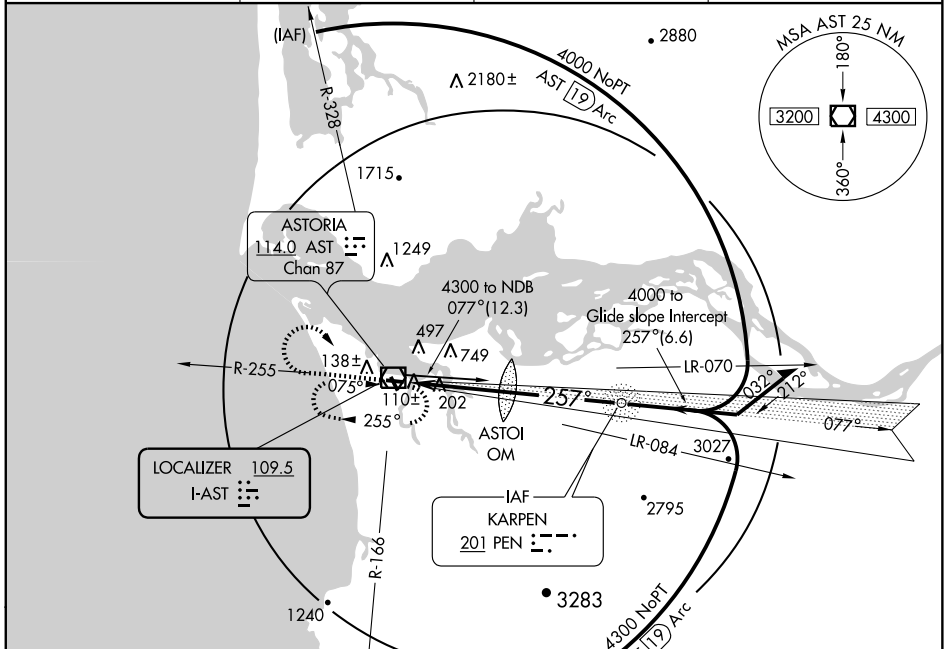 (IAF)
2880
MSA AST 25 NM
180°
3200
4300
360°
4000 NoPT
AST 19 Arc
2180±
R-328
1715
ASTORIA
114.0 AST
Chan 87
1249
4300 to NDB
077°(12.3)
4000 to
Glide slope Intercept
257°(6.6)
497
749
138±
R-255
075°
110±
202
255°
LR-070
032°
212°
257°
077°
ASTOI
OM
LR-084
3027
LOCALIZER 109.5
I-AST
IAF
KARPEN
201 PEN
2795
R-166
3283
1240
4300 NoPT
19 Arc